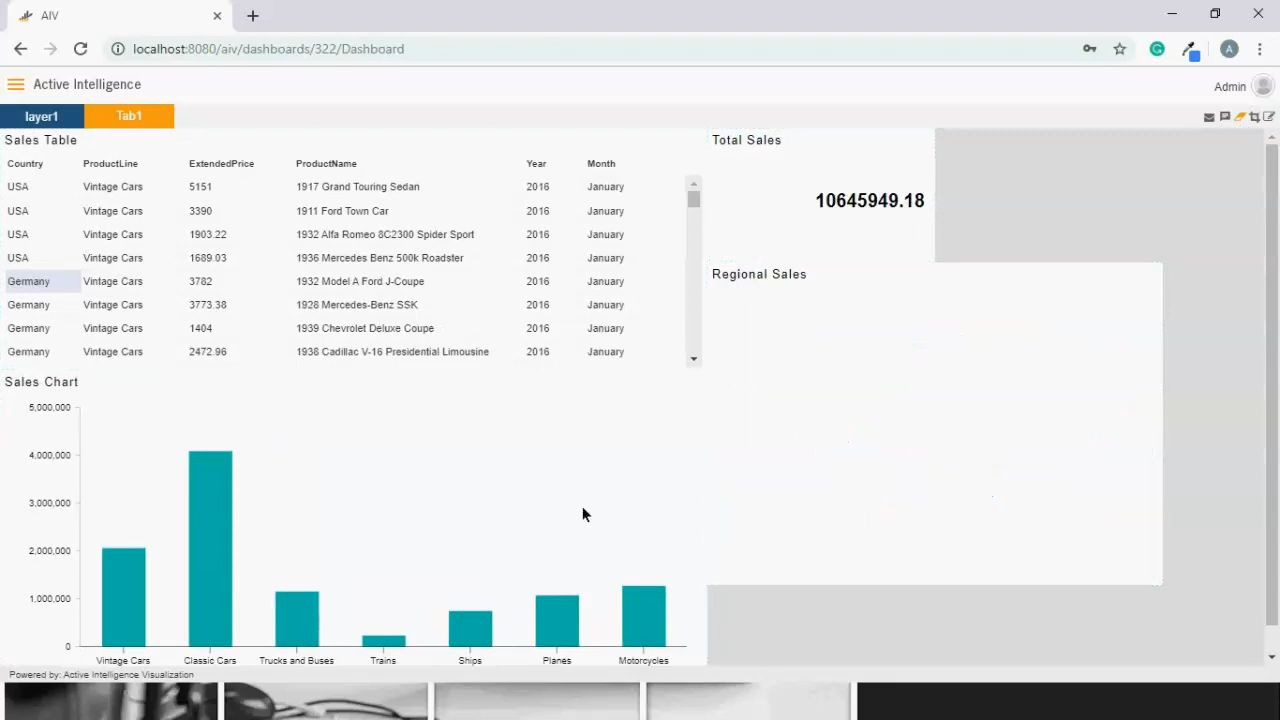 AIV
localhost:8080/aiv/dashboards/322/Dashboard
A
Active Intelligence
Admin
layer1 Tab1
Sales Table
Country ProductLine ExtendedPrice ProductName Year Month
USA Vintage Cars 5151 1917 Grand Touring Sedan 2016 January
USA Vintage Cars 3390 1911 Ford Town Car 2016 January
USA Vintage Cars 1903.22 1932 Alfa Romeo 8C2300 Spider Sport 2016 January
USA Vintage Cars 1689.03 1936 Mercedes Benz 500k Roadster 2016 January
Germany Vintage Cars 3782 1932 Model A Ford J-Coupe 2016 January
Germany Vintage Cars 3773.38 1928 Mercedes-Benz SSK 2016 January
Germany Vintage Cars 1404 1939 Chevrolet Deluxe Coupe 2016 January
Germany Vintage Cars 2472.96 1938 Cadillac V-16 Presidential Limousine 2016 January
Total Sales
10645949.18
Regional Sales
Sales Chart
5,000,000
4,000,000
3,000,000
2,000,000
1,000,000
0
Vintage Cars Classic Cars Trucks and Buses Trains Ships Planes Motorcycles
Powered by: Active Intelligence Visualization